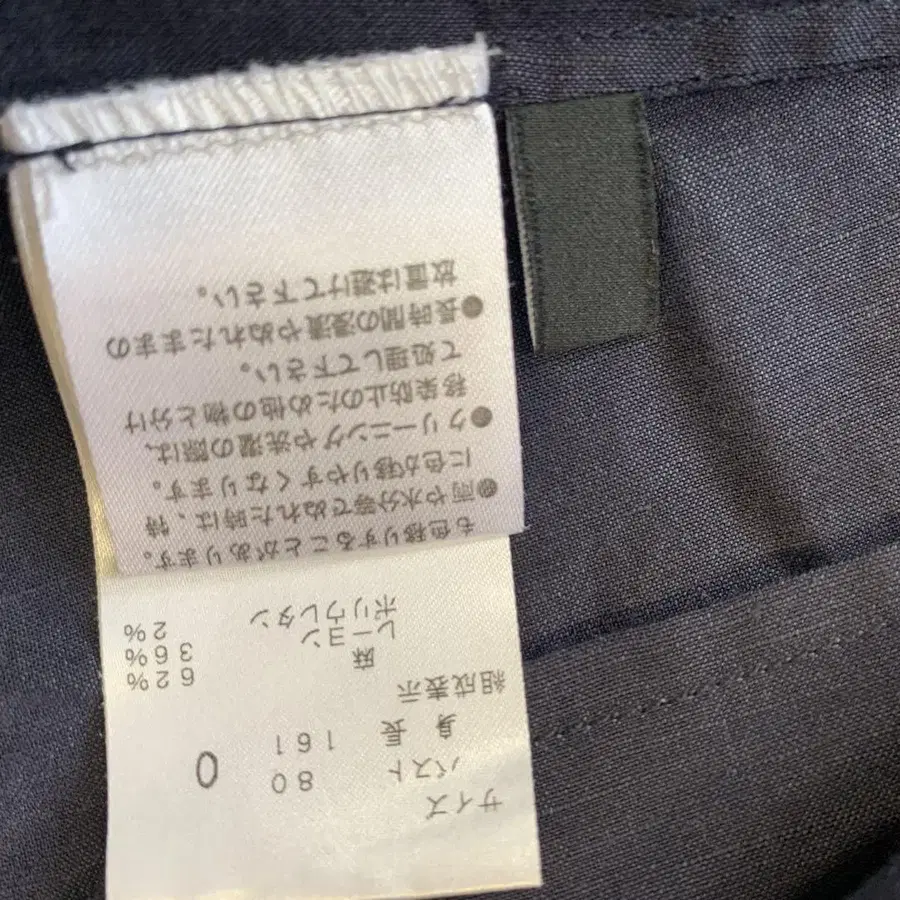 サイズ
バスト 80 0
身長 161
組成表示
麻 62%
レーヨン 36%
ポリウレタン 2%
も色移りすることがあります。
●雨や水分等でぬれた時は、特
に色が移りやすくなります。
●クリーニングや洗濯の際は、
移染防止のため他の物と分け
て処理して下さい。
●長時間の浸漬やぬれたままの
放置は避けて下さい。